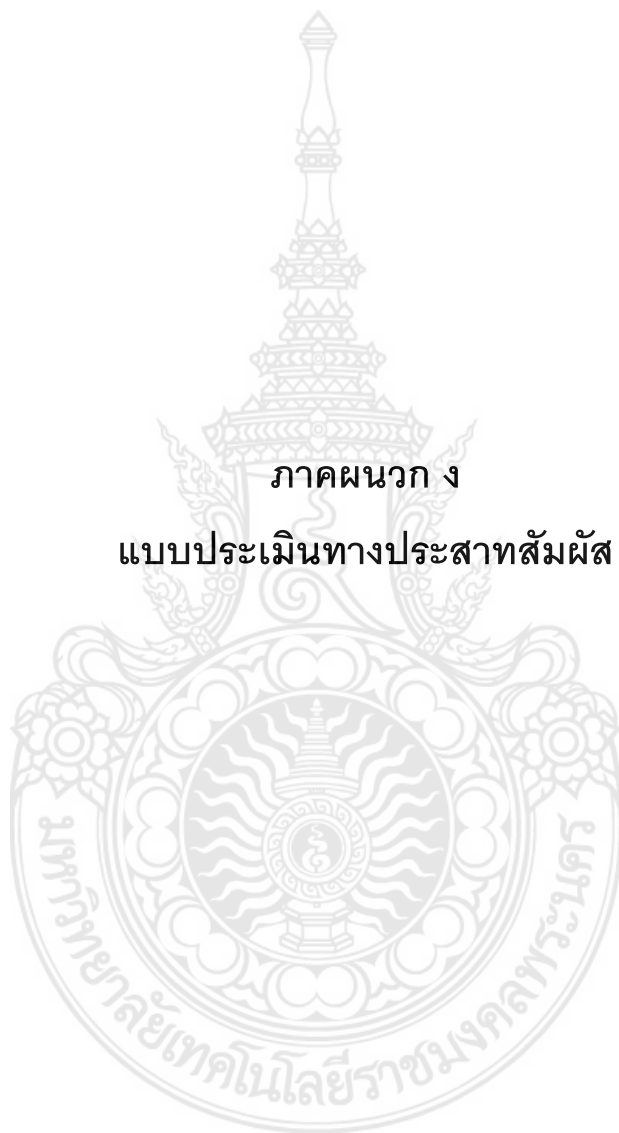 ภาคผนวก ง
แบบประเมินทางประสาทสัมผัส
มหาวิทยาลัยเทคโนโลยีราชมงคลพระนคร